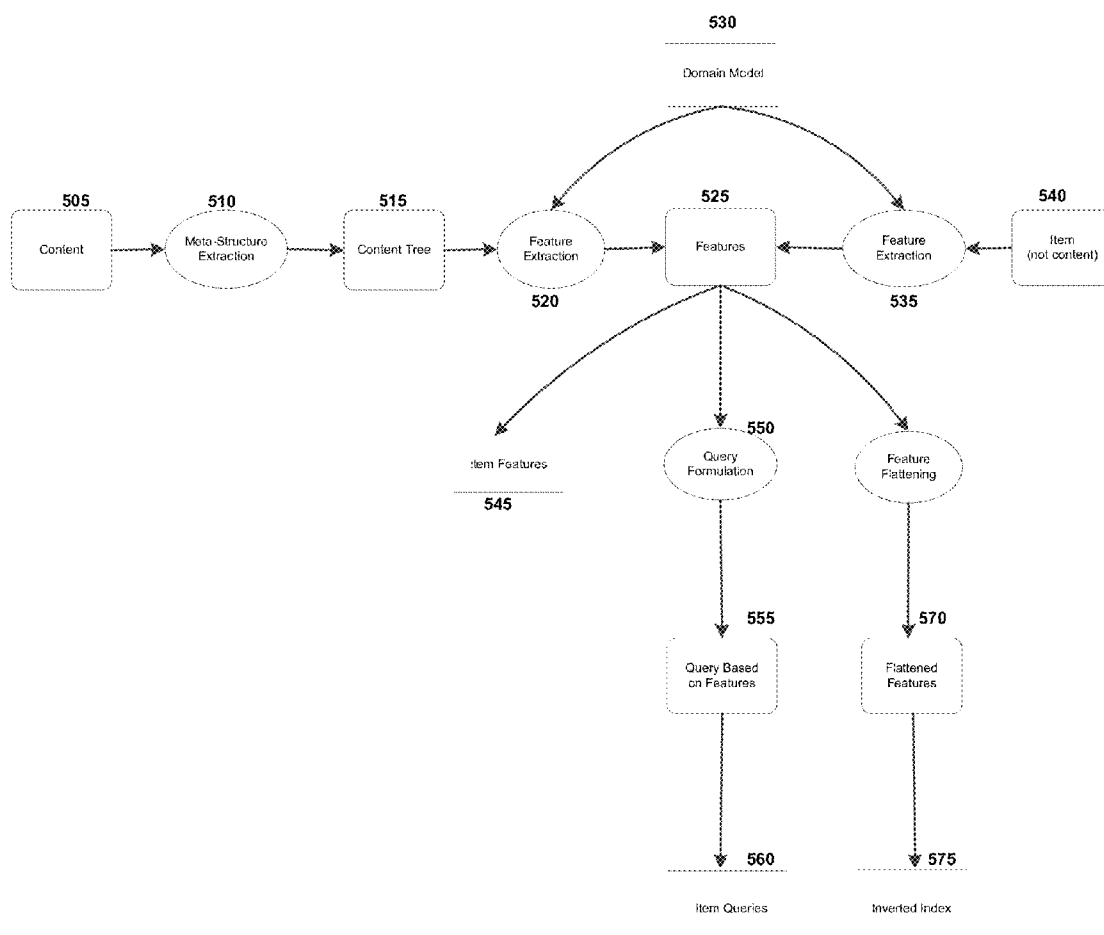 530
Domain Model
505
510
515
525
540
Content
Meta-Structure
Extraction
Content Tree
Feature
Extraction
Features
Feature
Extraction
Item
(not content)
520
535
550
Item Features
Query
Formulation
Feature
Flattening
545
555
570
Query Based
on Features
Flattened
Features
560
575
Item Queries
Inverted Index